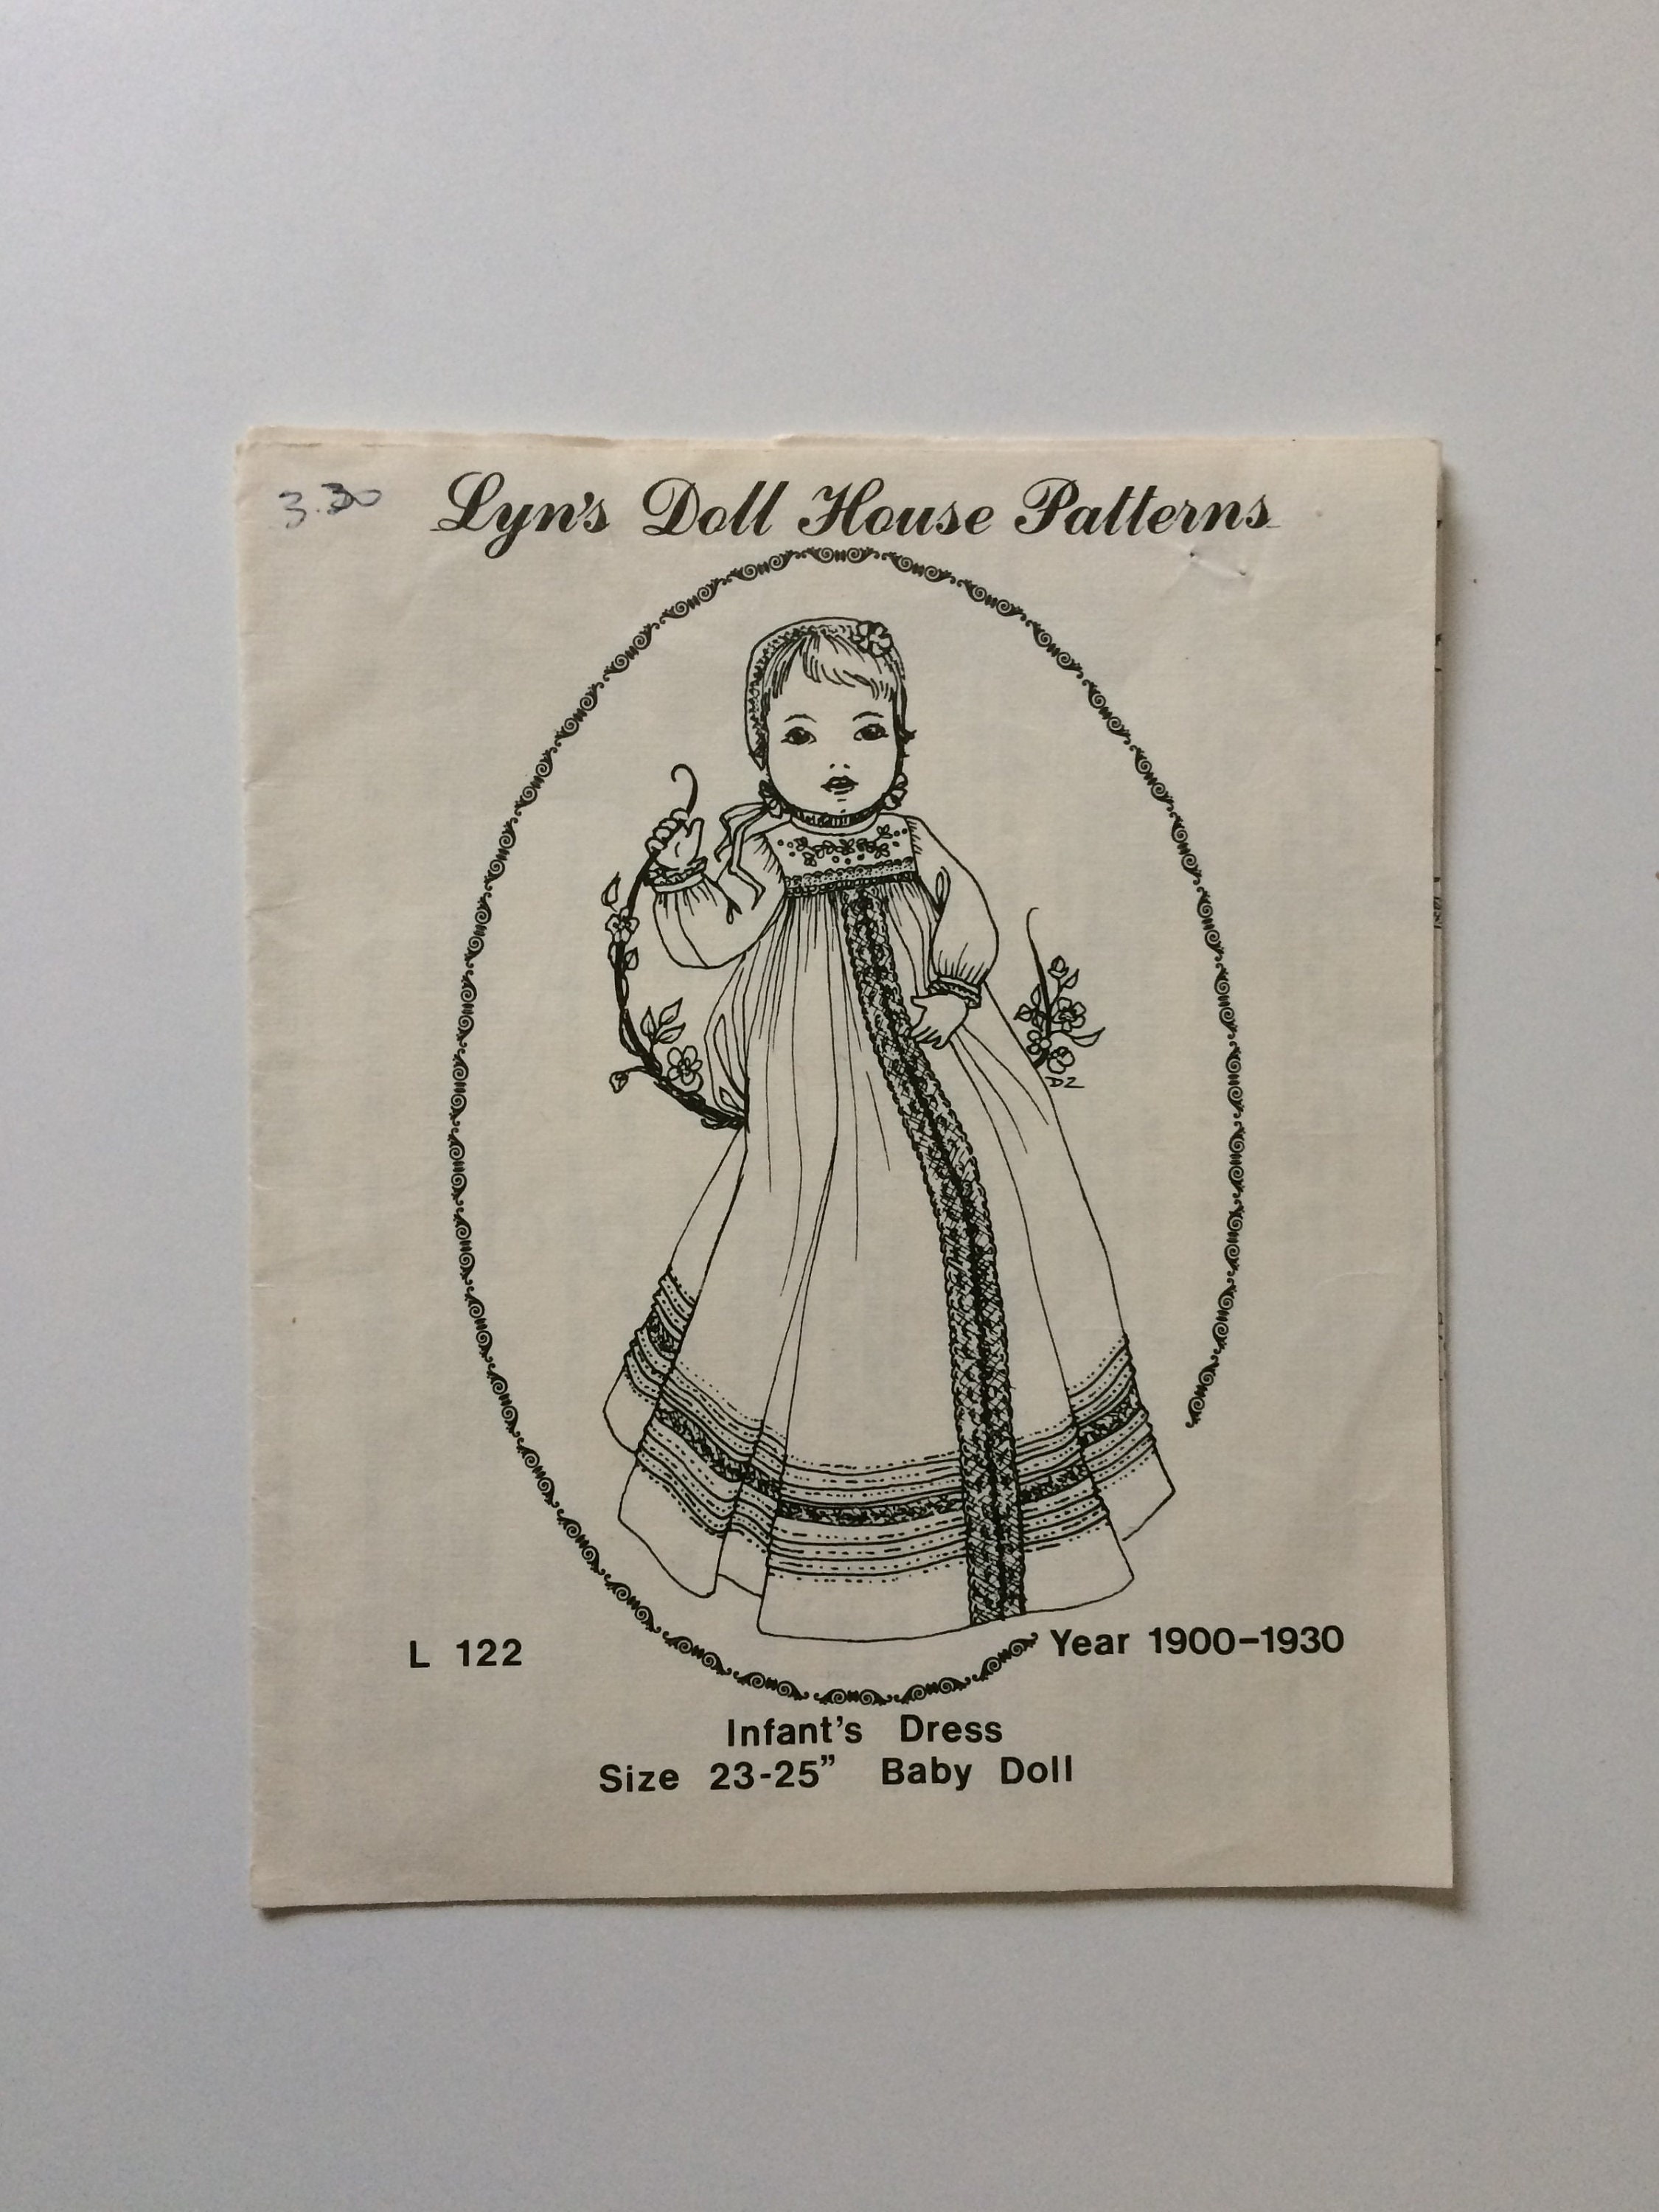 3.30
Lyn's Doll House Patterns
DZ
L 122
Year 1900-1930
Infant's Dress
Size 23-25" Baby Doll